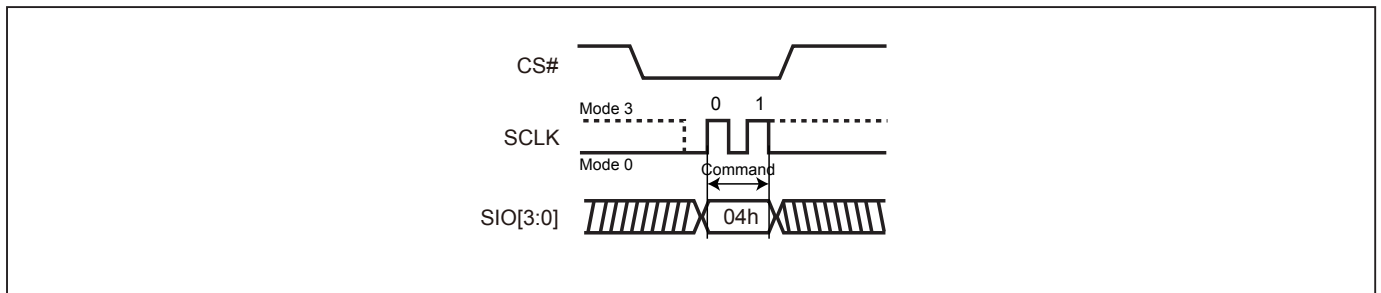 CS#
Mode 3
0 1
SCLK
Mode 0
Command
SIO[3:0]
04h